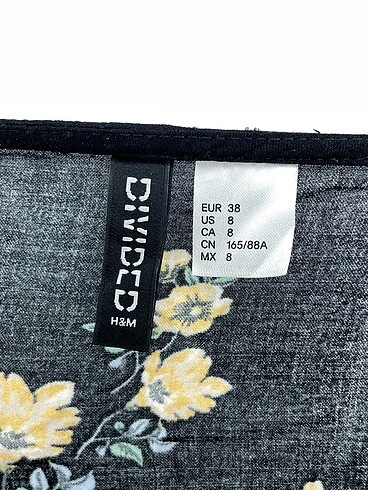 DIVIDED
H&M
EUR 38
US 8
CA 8
CN 165/88A
MX 8